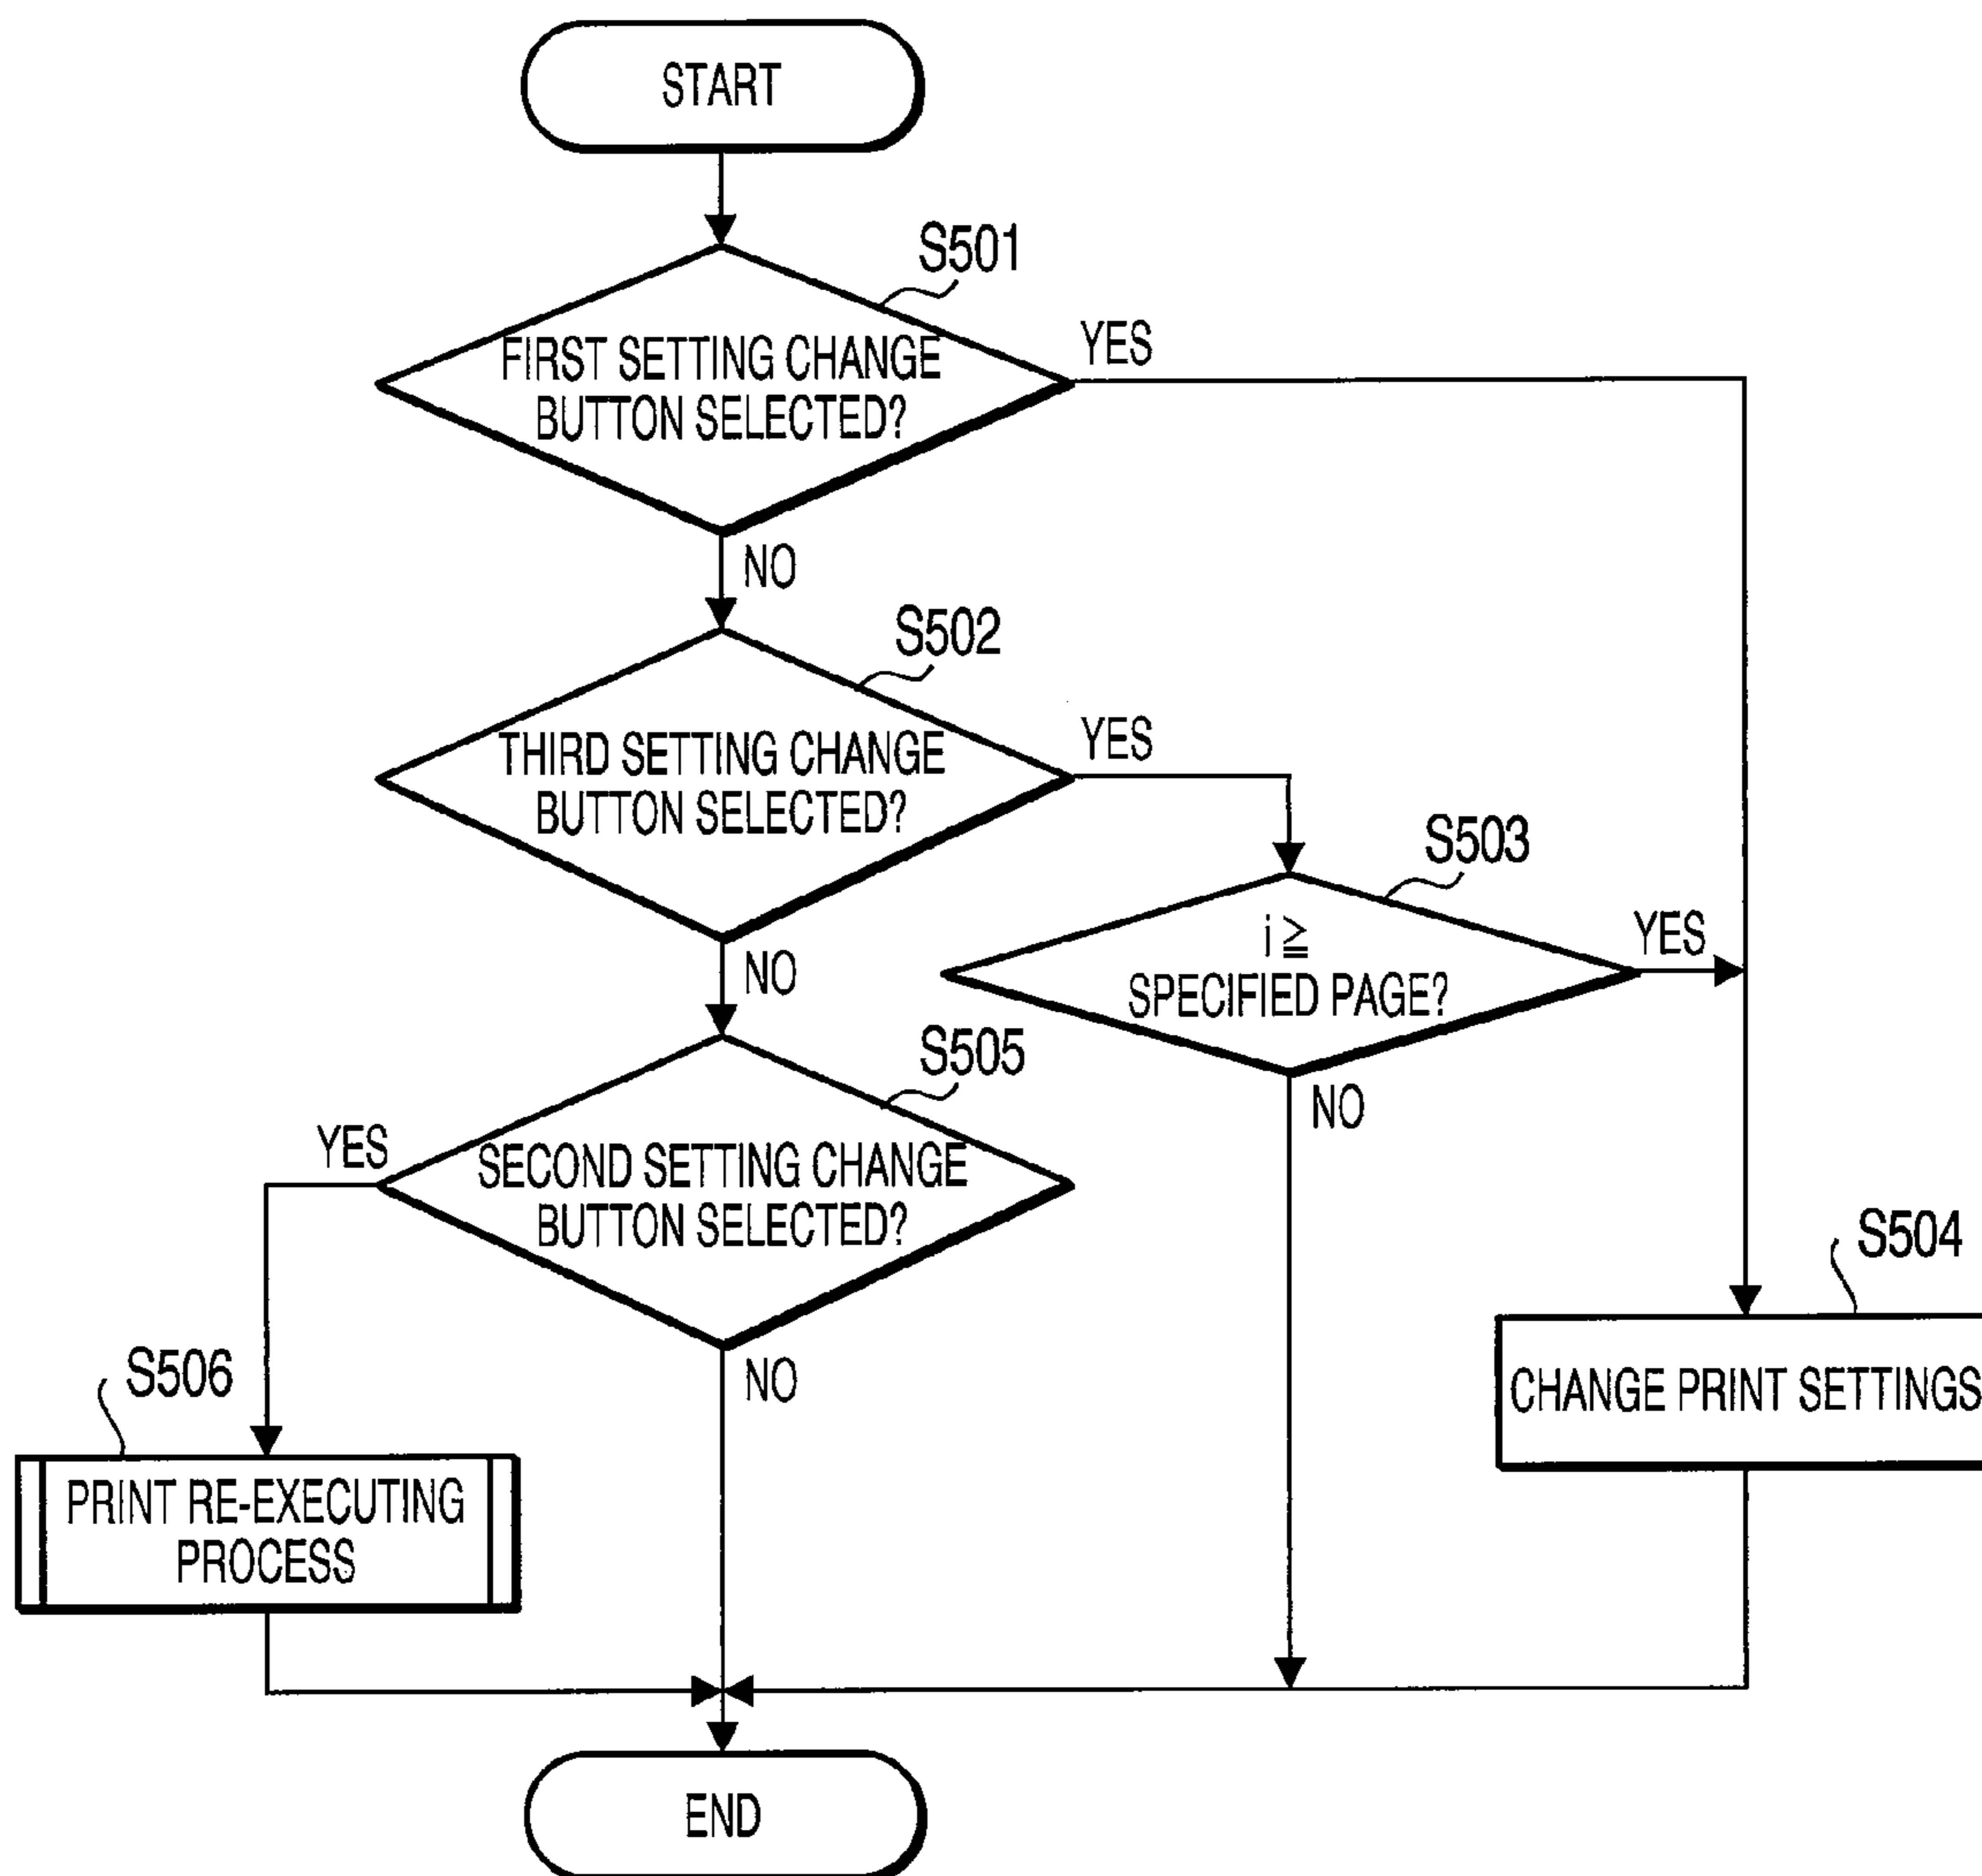 START
S501
FIRST SETTING CHANGE
BUTTON SELECTED?
YES
NO
S502
THIRD SETTING CHANGE
BUTTON SELECTED?
YES
NO
S503
i ≧
SPECIFIED PAGE?
YES
NO
S505
SECOND SETTING CHANGE
BUTTON SELECTED?
YES
NO
S504
CHANGE PRINT SETTINGS
S506
PRINT RE-EXECUTING
PROCESS
END